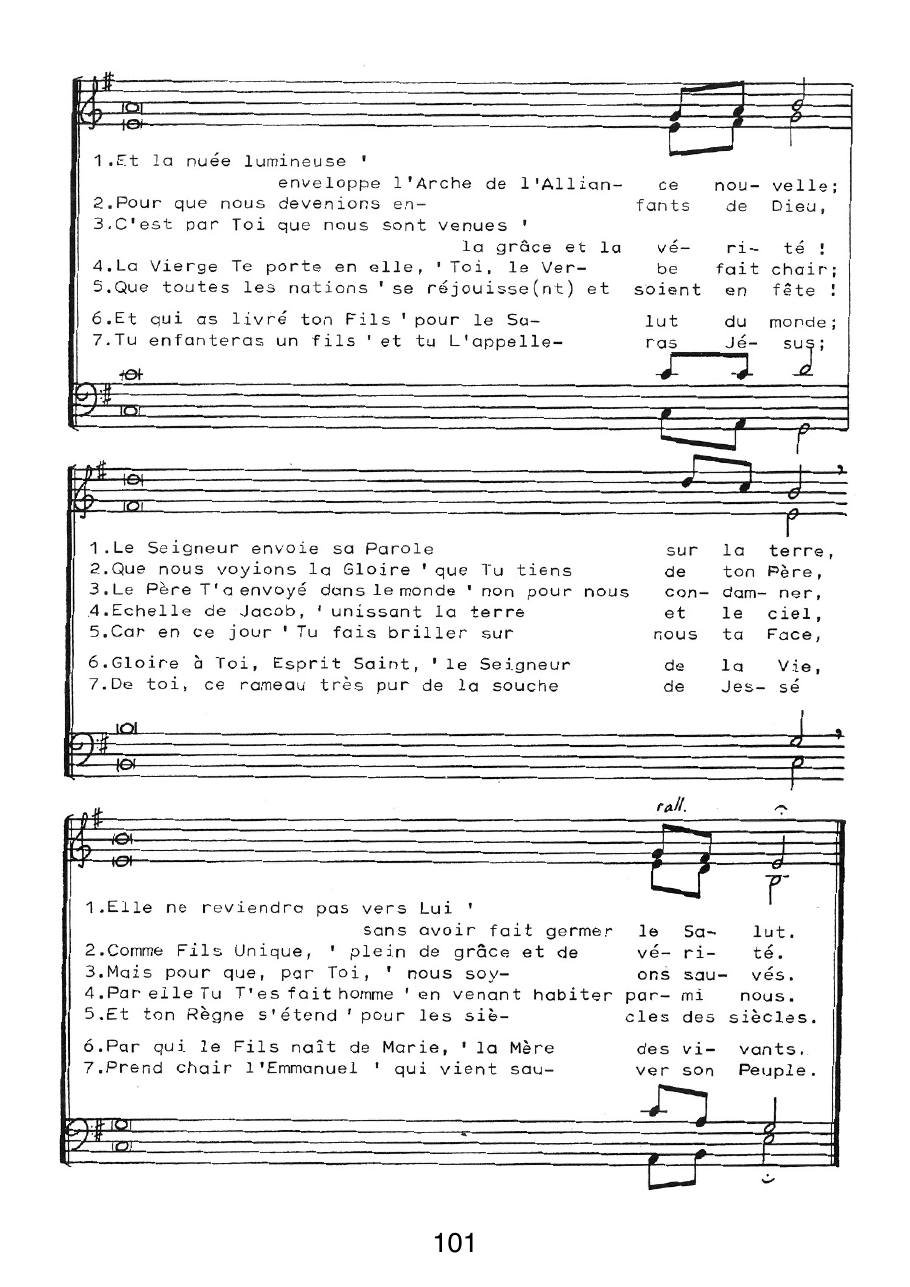 1.Et la nuée lumineuse '
enveloppe l'Arche de l'Allian- ce nou- velle;
2.Pour que nous devenions en- fants de Dieu,
3.C'est par Toi que nous sont venues '
la grâce et la vé- ri- té !
4.La Vierge Te porte en elle, ' Toi, le Ver- be fait chair;
5.Que toutes les nations ' se réjouisse(nt) et soient en fête !
6.Et qui as livré ton Fils ' pour le Sa- lut du monde;
7.Tu enfanteras un fils ' et tu L'appelle- ras Jé- sus;
1.Le Seigneur envoie sa Parole sur la terre,
2.Que nous voyions la Gloire ' que Tu tiens de ton Père,
3.Le Père T'a envoyé dans le monde ' non pour nous con- dam- ner,
4.Echelle de Jacob, ' unissant la terre et le ciel,
5.Car en ce jour ' Tu fais briller sur nous ta Face,
6.Gloire à Toi, Esprit Saint, ' le Seigneur de la Vie,
7.De toi, ce rameau très pur de la souche de Jes- sé
rall.
1.Elle ne reviendra pas vers Lui '
sans avoir fait germer le Sa- lut.
2.Comme Fils Unique, ' plein de grâce et de vé- ri- té.
3.Mais pour que, par Toi, ' nous soy- ons sau- vés.
4.Par elle Tu T'es fait homme ' en venant habiter par- mi nous.
5.Et ton Règne s'étend ' pour les siè- cles des siècles.
6.Par qui le Fils naît de Marie, ' la Mère des vi- vants.
7.Prend chair l'Emmanuel ' qui vient sau- ver son Peuple.
101